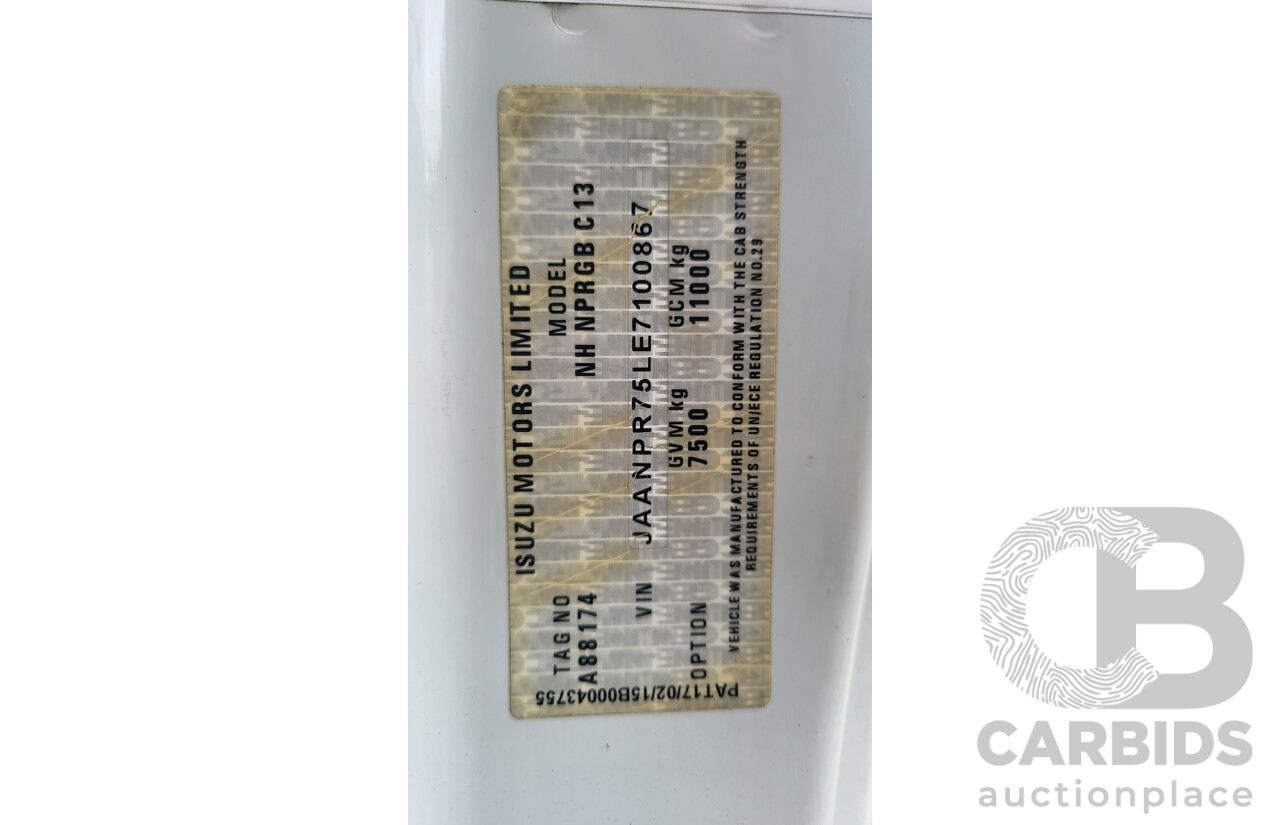 ISUZU MOTORS LIMITED
TAG NO MODEL
A88174 NH NPRGB C13
VIN JAANPR75LE7100867
GVM kg GCM kg
OPTION 7500 11000
VEHICLE WAS MANUFACTURED TO CONFORM WITH THE CAB STRENGTH
REQUIREMENTS OF UN/ECE REGULATION NO.29
PAT17/02/15B00043755
CB
CARBIDS
auctionplace